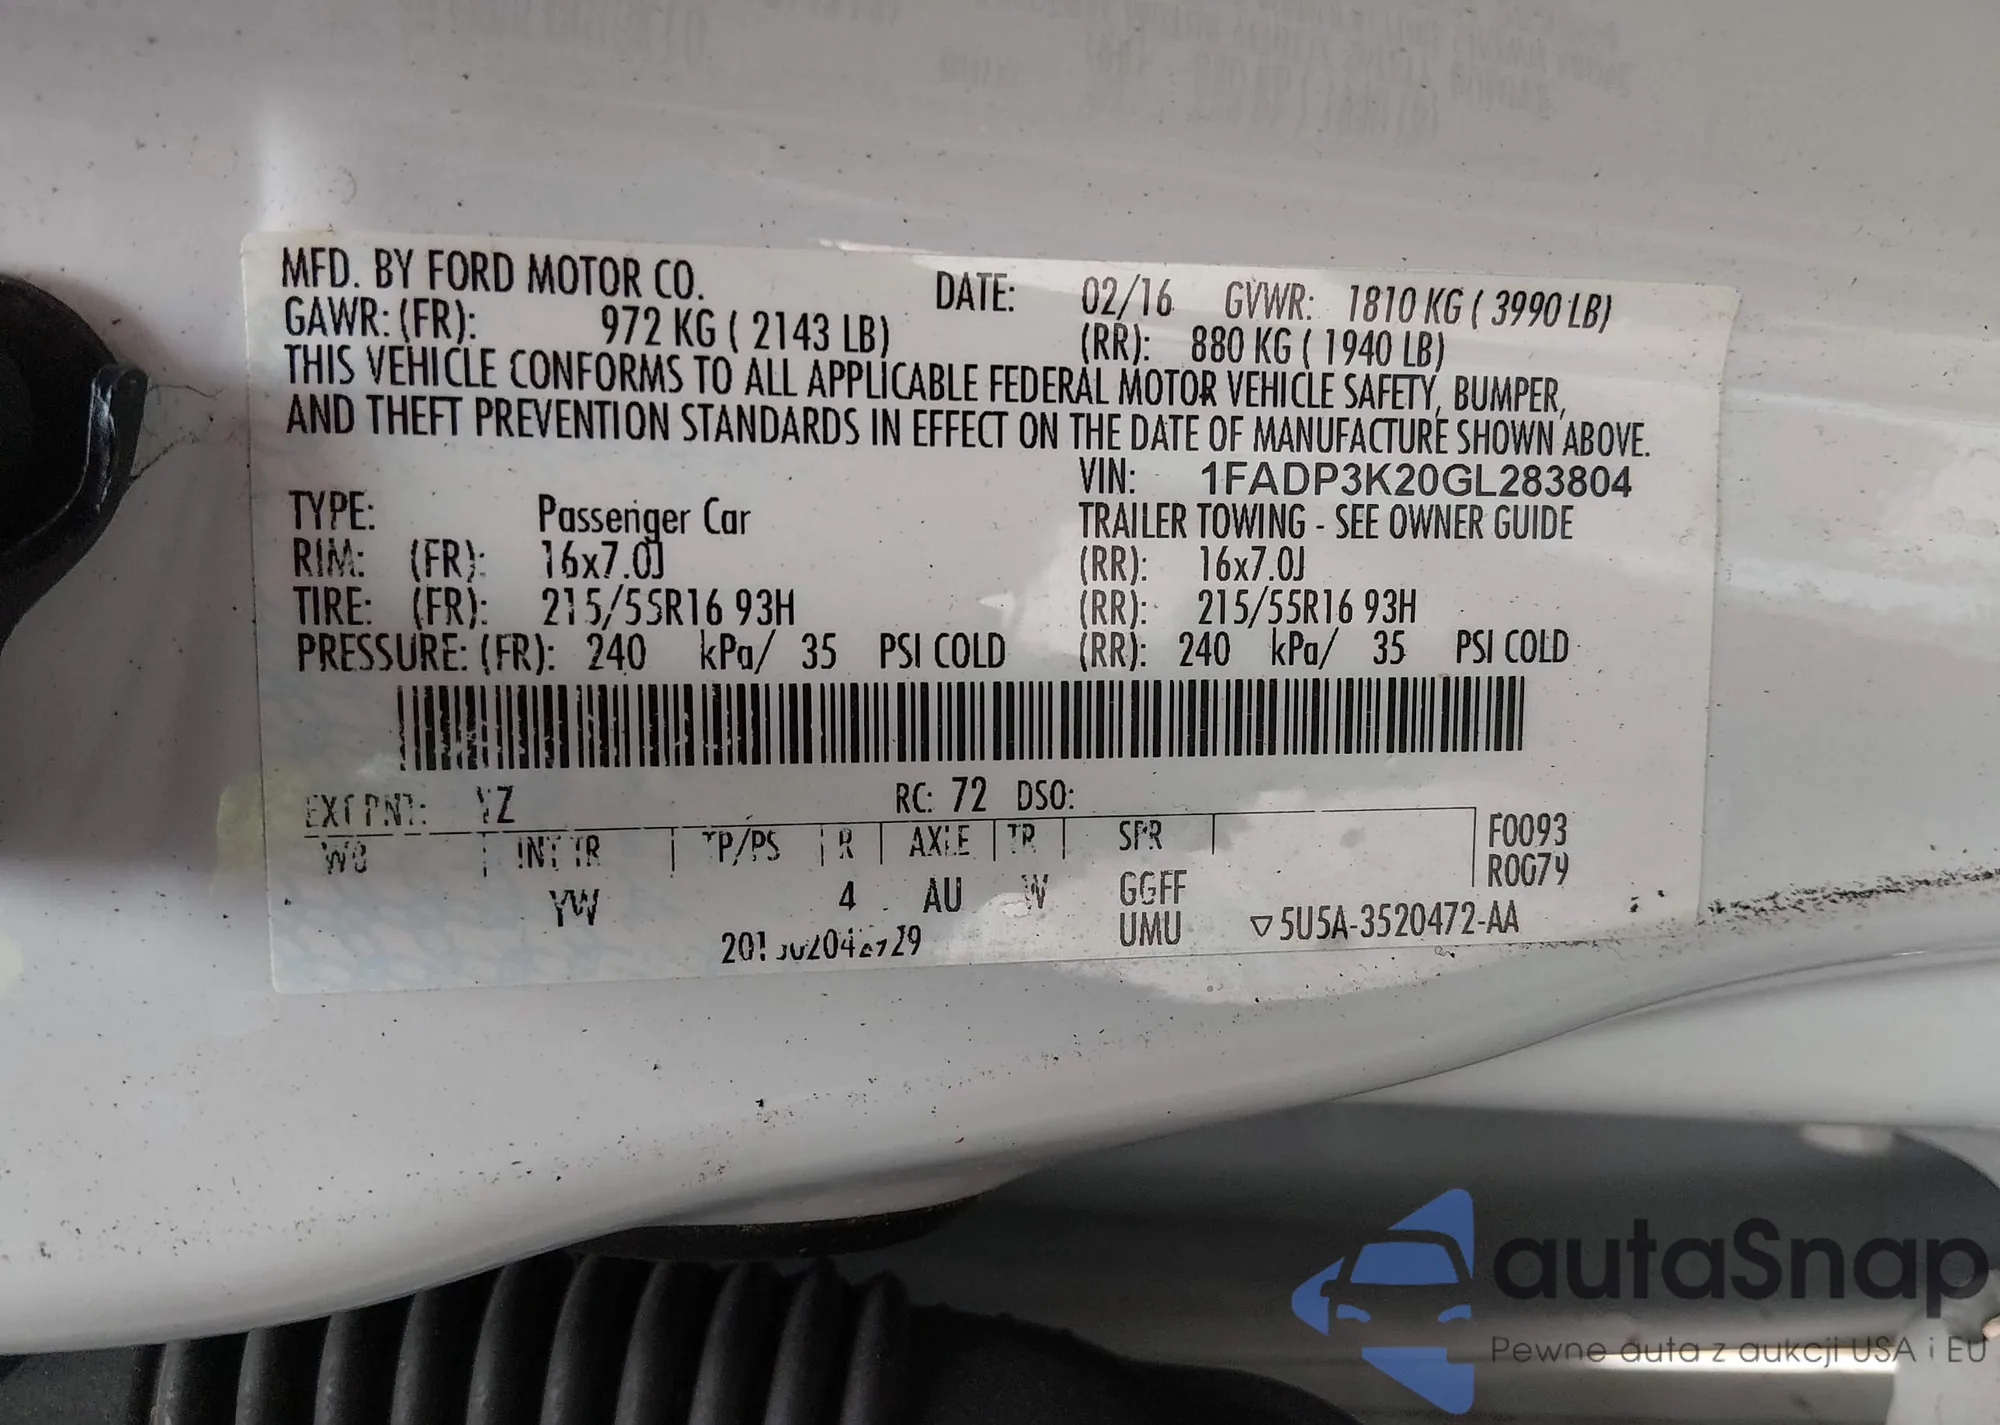 MFD. BY FORD MOTOR CO. DATE: 02/16 GVWR: 1810 KG ( 3990 LB)
GAWR: (FR): 972 KG ( 2143 LB) (RR): 880 KG ( 1940 LB)
THIS VEHICLE CONFORMS TO ALL APPLICABLE FEDERAL MOTOR VEHICLE SAFETY, BUMPER,
AND THEFT PREVENTION STANDARDS IN EFFECT ON THE DATE OF MANUFACTURE SHOWN ABOVE.
VIN: 1FADP3K20GL283804
TYPE: Passenger Car TRAILER TOWING - SEE OWNER GUIDE
RIM: (FR): 16x7.0J (RR): 16x7.0J
TIRE: (FR): 215/55R16 93H (RR): 215/55R16 93H
PRESSURE: (FR): 240 kPa/ 35 PSI COLD (RR): 240 kPa/ 35 PSI COLD
EXT PNT: YZ RC: 72 DSO:
WB INT TR TP/PS R AXLE TR SPR F0093
YW 4 AU W GGFF
UMU ▽5U5A-3520472-AA
autaSnap
Pewne auta z aukcji USA i EU